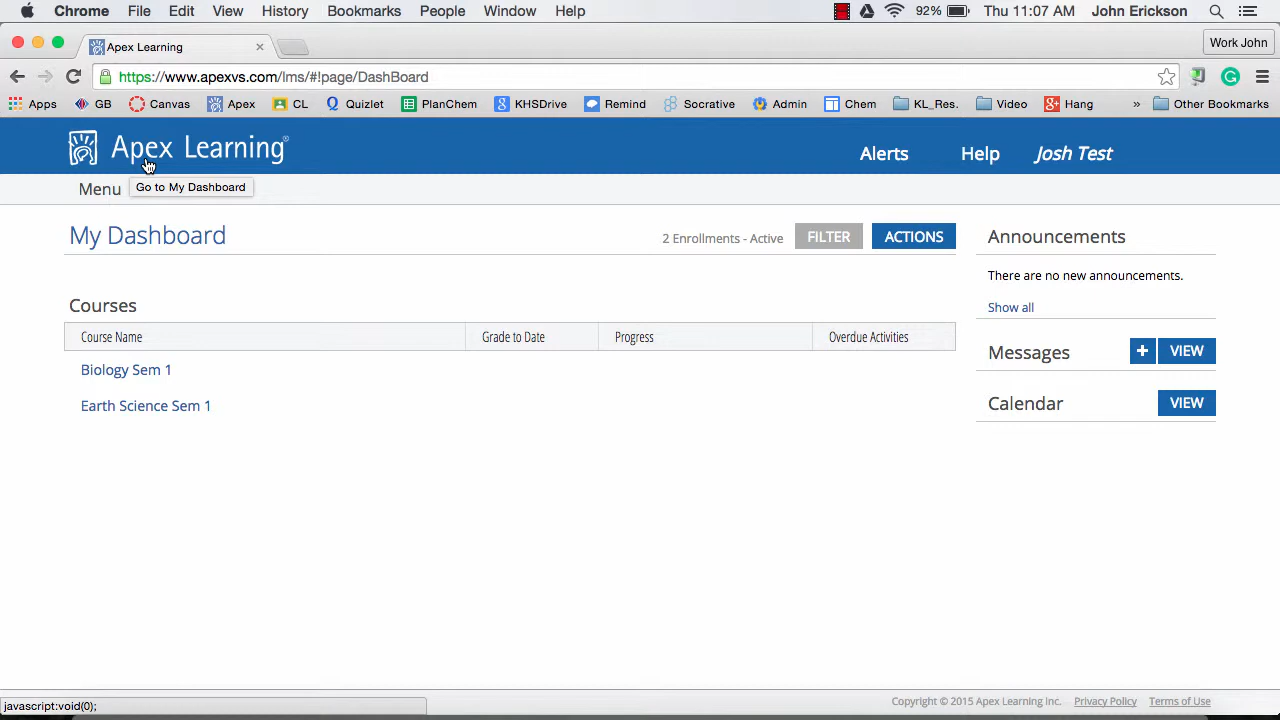 Chrome File Edit View History Bookmarks People Window Help 92% Thu 11:07 AM John Erickson
Apex Learning × Work John
https://www.apexvs.com/lms/#!page/DashBoard
Apps GB Canvas Apex CL Quizlet PlanChem KHSDrive Remind Socrative Admin Chem KL_Res. Video Hang » Other Bookmarks
Apex Learning® Alerts Help Josh Test
Menu Go to My Dashboard
My Dashboard 2 Enrollments - Active FILTER ACTIONS Announcements
There are no new announcements.
Courses Show all
Course Name Grade to Date Progress Overdue Activities
Messages + VIEW
Biology Sem 1
Earth Science Sem 1 Calendar VIEW
javascript:void(0); Copyright © 2015 Apex Learning Inc. Privacy Policy Terms of Use